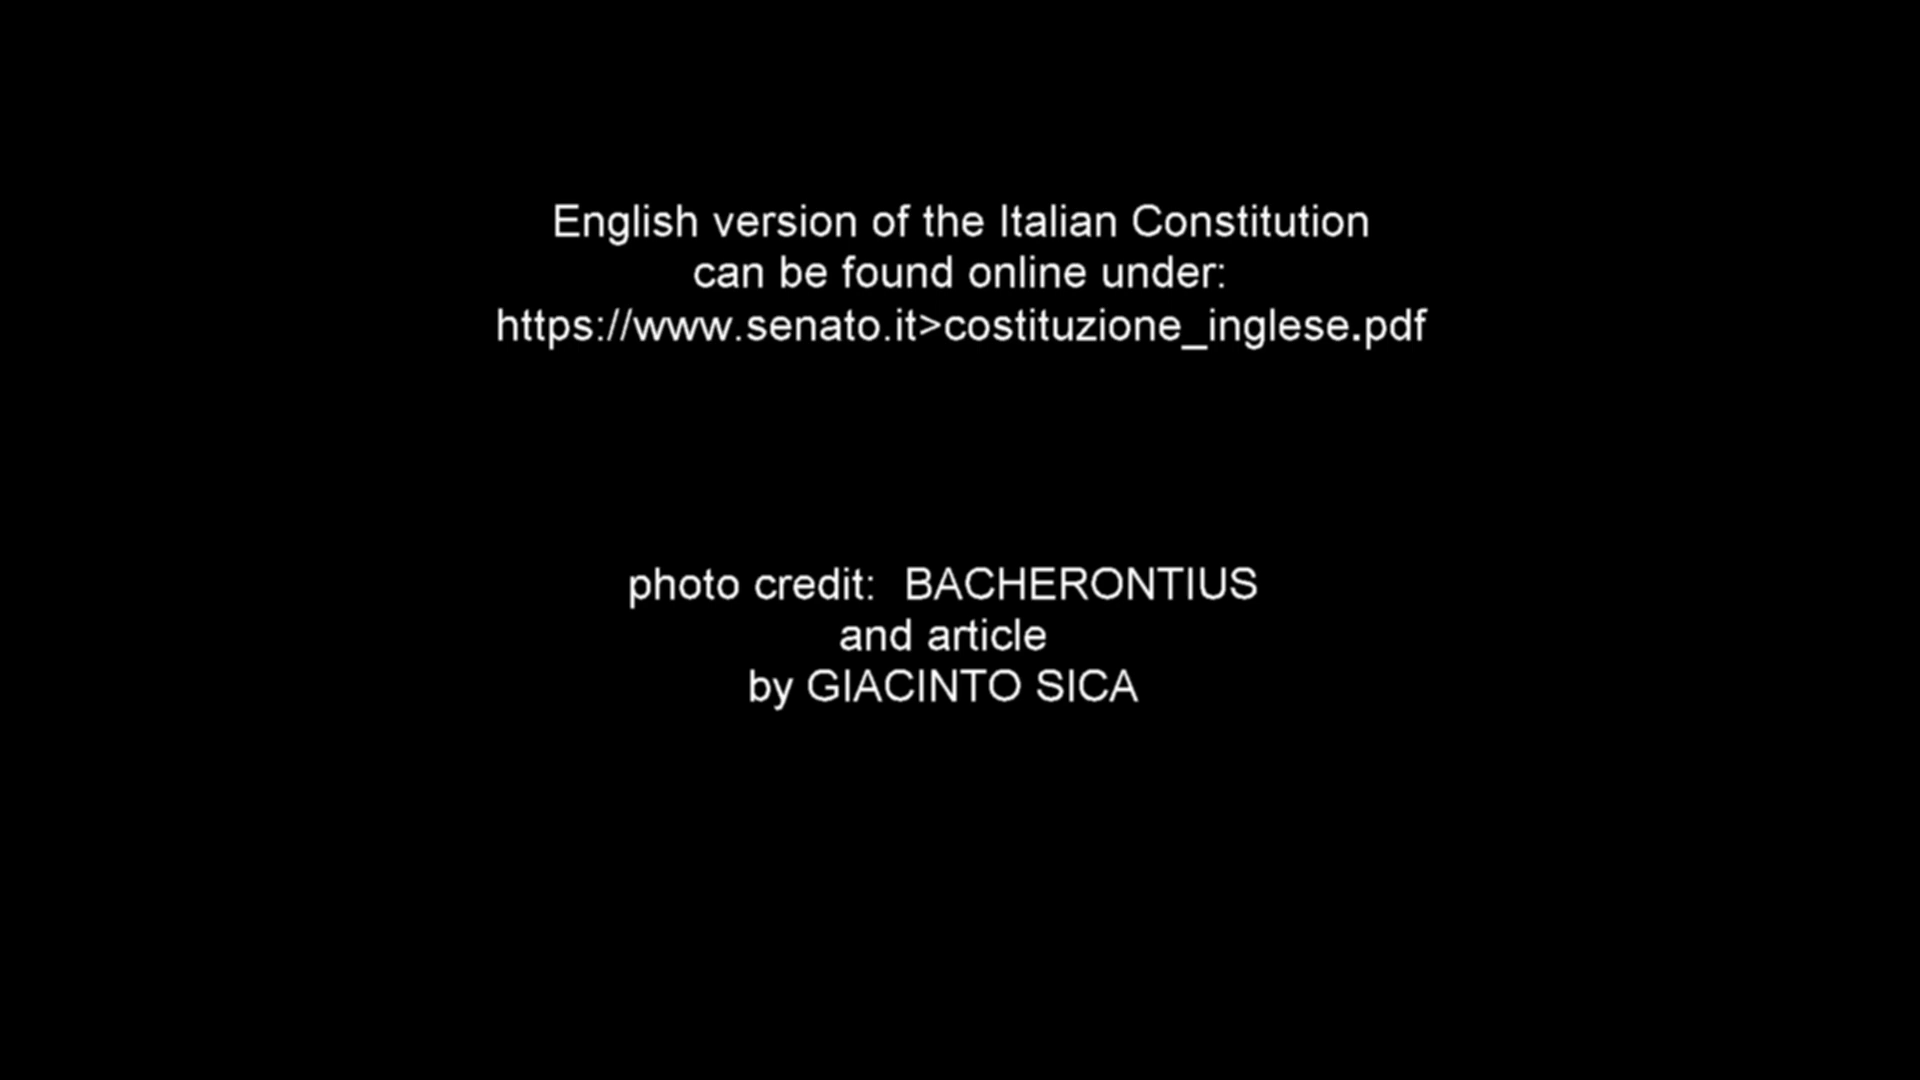 English version of the Italian Constitution
can be found online under:
https://www.senato.it>costituzione_inglese.pdf
photo credit: BACHERONTIUS
and article
by GIACINTO SICA